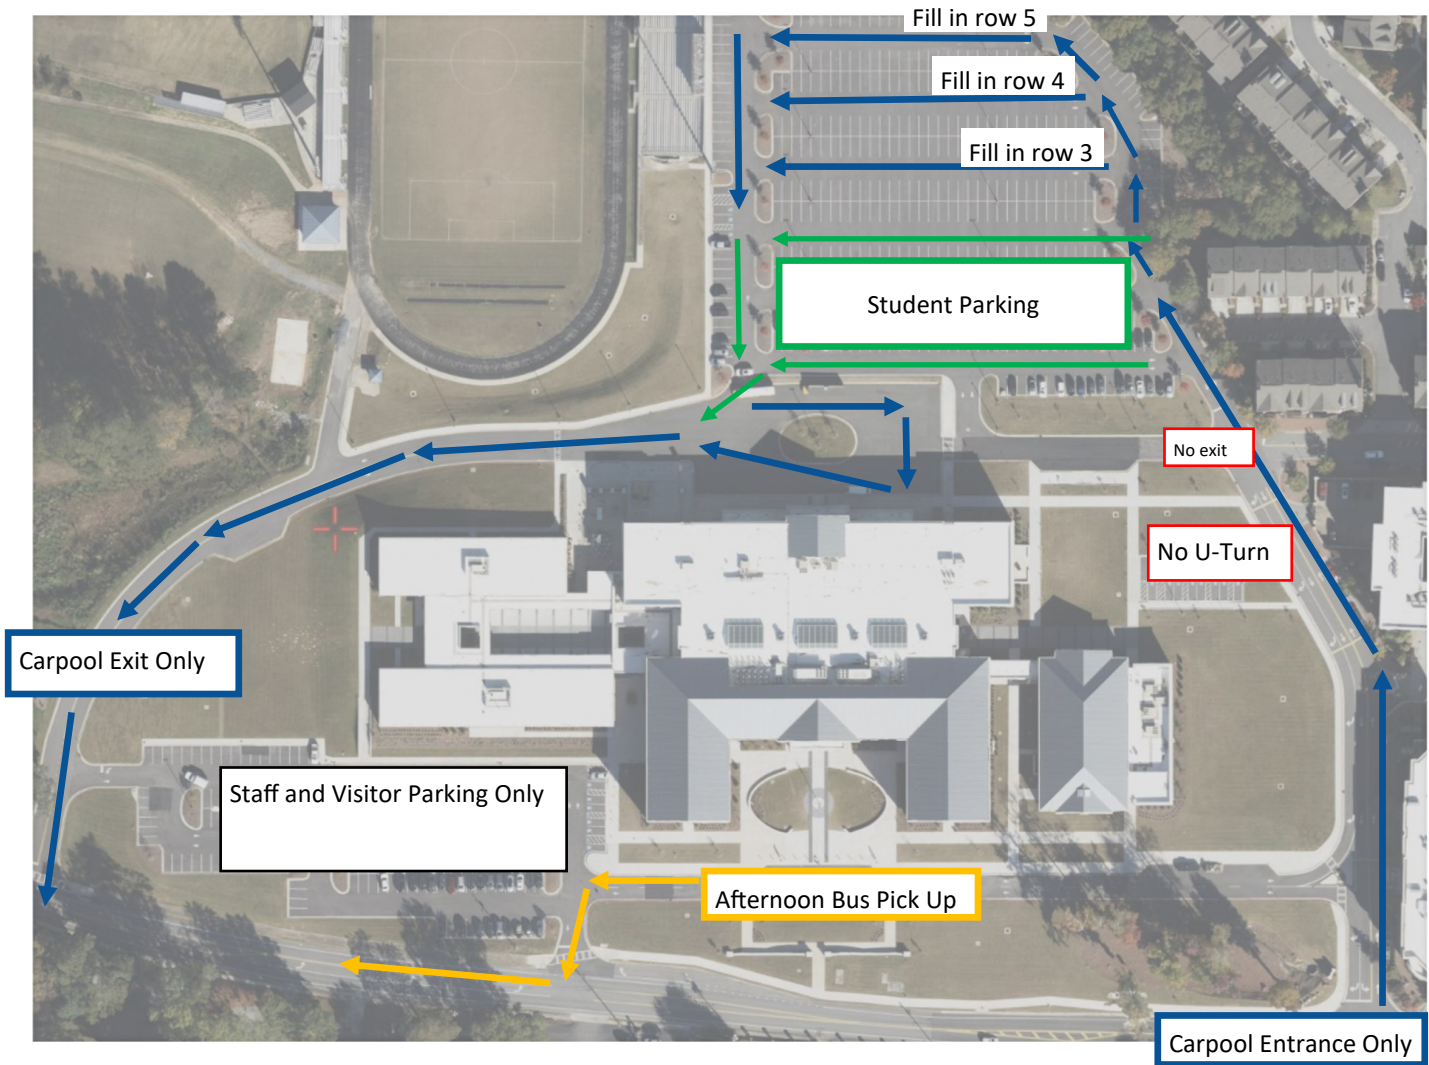 Fill in row 5
Fill in row 4
Fill in row 3
Student Parking
No exit
No U-Turn
Carpool Exit Only
Staff and Visitor Parking Only
Afternoon Bus Pick Up
Carpool Entrance Only